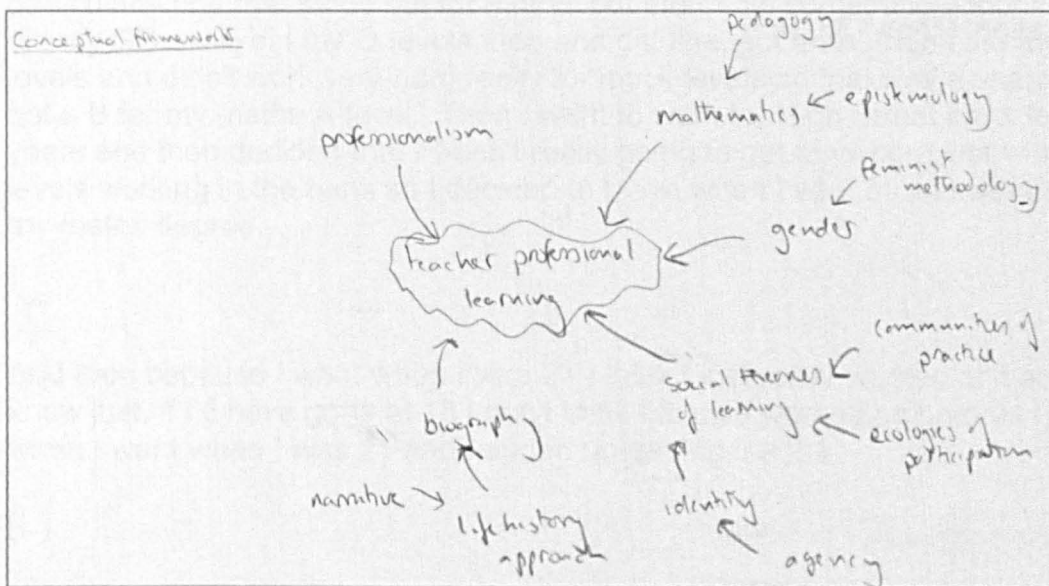 Conceptual framework
pedagogy
professionalism
mathematics
epistemology
feminist
methodology
gender
teacher professional
learning
communities of
practice
social theories
of learning
biography
ecologies of
participation
narrative
identity
life history
approach
agency